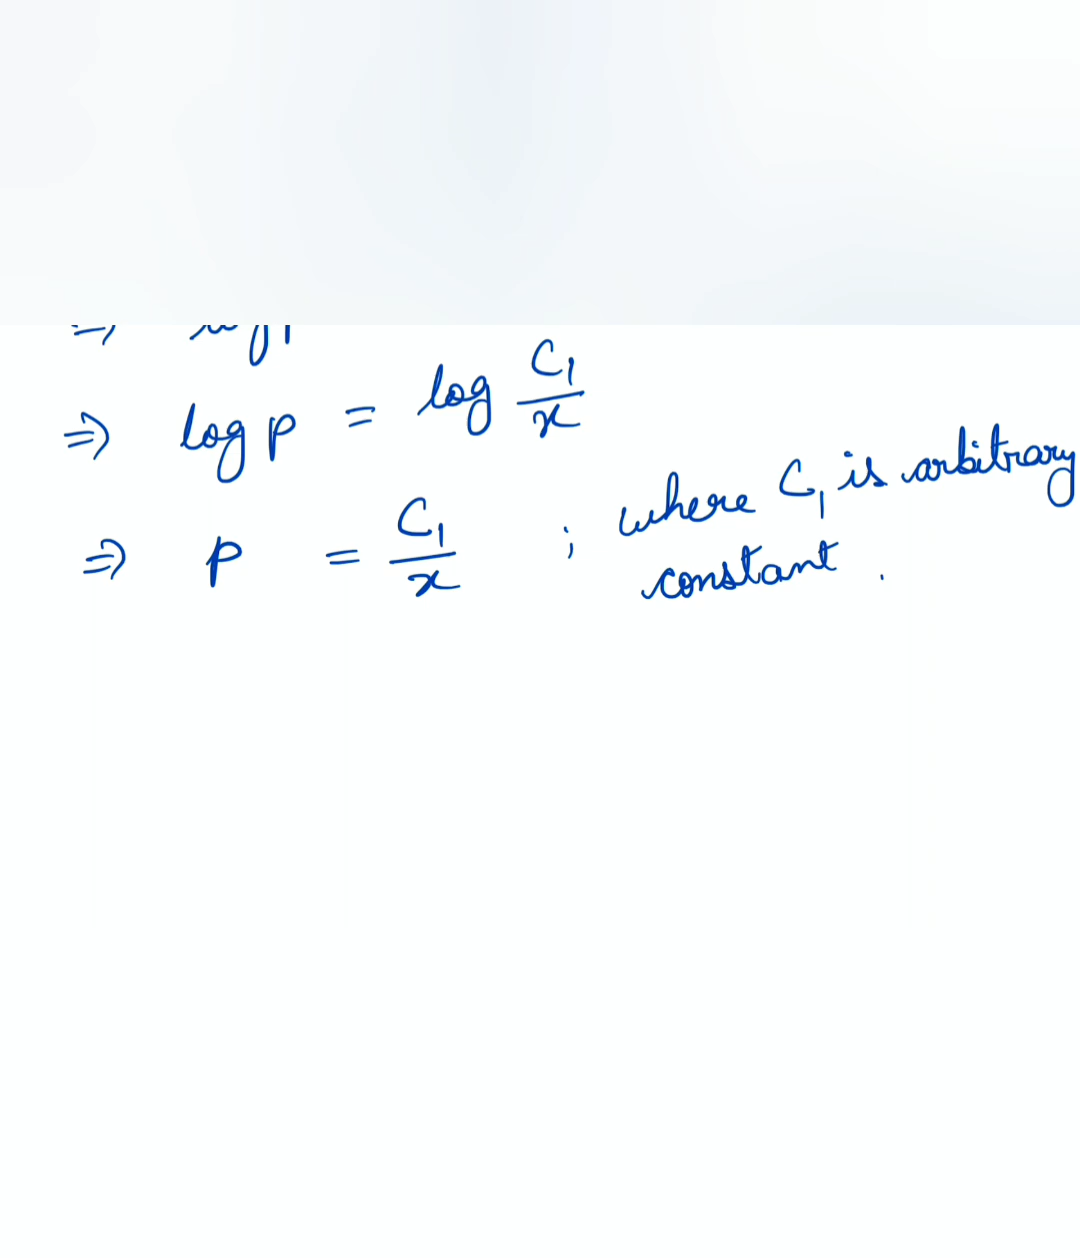 ⇒ log p = log C₁/x
⇒ p = C₁/x ; where C₁ is arbitrary
constant .